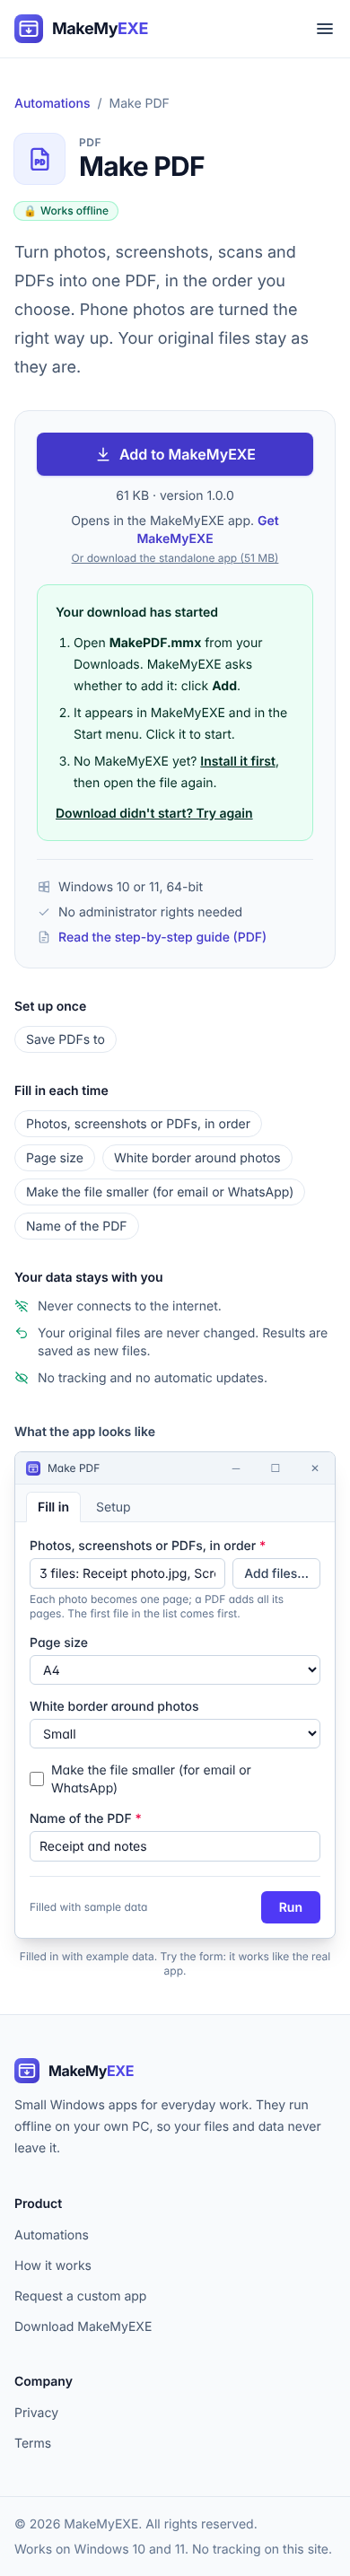 MakeMyEXE
Automations / Make PDF
PDF
Make PDF
🔒 Works offline
Turn photos, screenshots, scans and
PDFs into one PDF, in the order you
choose. Phone photos are turned the
right way up. Your original files stay as
they are.
Add to MakeMyEXE
61 KB · version 1.0.0
Opens in the MakeMyEXE app. Get
MakeMyEXE
Or download the standalone app (51 MB)
Your download has started
1. Open MakePDF.mmx from your
Downloads. MakeMyEXE asks
whether to add it: click Add.
2. It appears in MakeMyEXE and in the
Start menu. Click it to start.
3. No MakeMyEXE yet? Install it first,
then open the file again.
Download didn't start? Try again
Windows 10 or 11, 64-bit
No administrator rights needed
Read the step-by-step guide (PDF)
Set up once
Save PDFs to
Fill in each time
Photos, screenshots or PDFs, in order
Page size
White border around photos
Make the file smaller (for email or WhatsApp)
Name of the PDF
Your data stays with you
Never connects to the internet.
Your original files are never changed. Results are
saved as new files.
No tracking and no automatic updates.
What the app looks like
Make PDF
Fill in Setup
Photos, screenshots or PDFs, in order *
3 files: Receipt photo.jpg, Scre Add files...
Each photo becomes one page; a PDF adds all its
pages. The first file in the list comes first.
Page size
A4
White border around photos
Small
Make the file smaller (for email or
WhatsApp)
Name of the PDF *
Receipt and notes
Filled with sample data Run
Filled in with example data. Try the form: it works like the real
app.
MakeMyEXE
Small Windows apps for everyday work. They run
offline on your own PC, so your files and data never
leave it.
Product
Automations
How it works
Request a custom app
Download MakeMyEXE
Company
Privacy
Terms
© 2026 MakeMyEXE. All rights reserved.
Works on Windows 10 and 11. No tracking on this site.